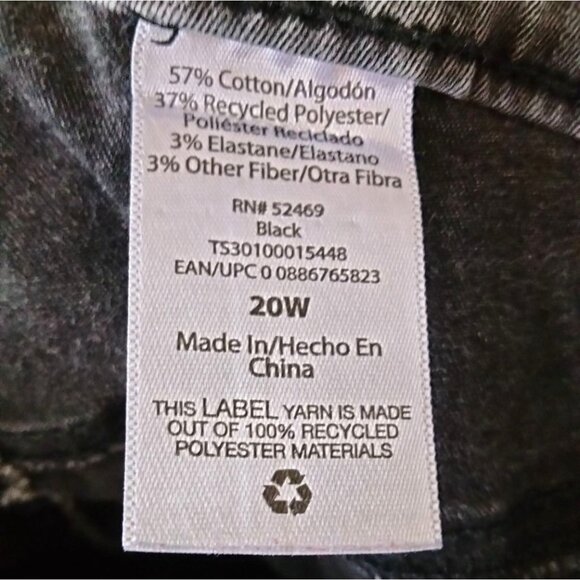 57% Cotton/Algodón
37% Recycled Polyester/
Poliéster Reciclado
3% Elastane/Elastano
3% Other Fiber/Otra Fibra
RN# 52469
Black
TS30100015448
EAN/UPC 0 0886765823
20W
Made In/Hecho En
China
THIS LABEL YARN IS MADE
OUT OF 100% RECYCLED
POLYESTER MATERIALS